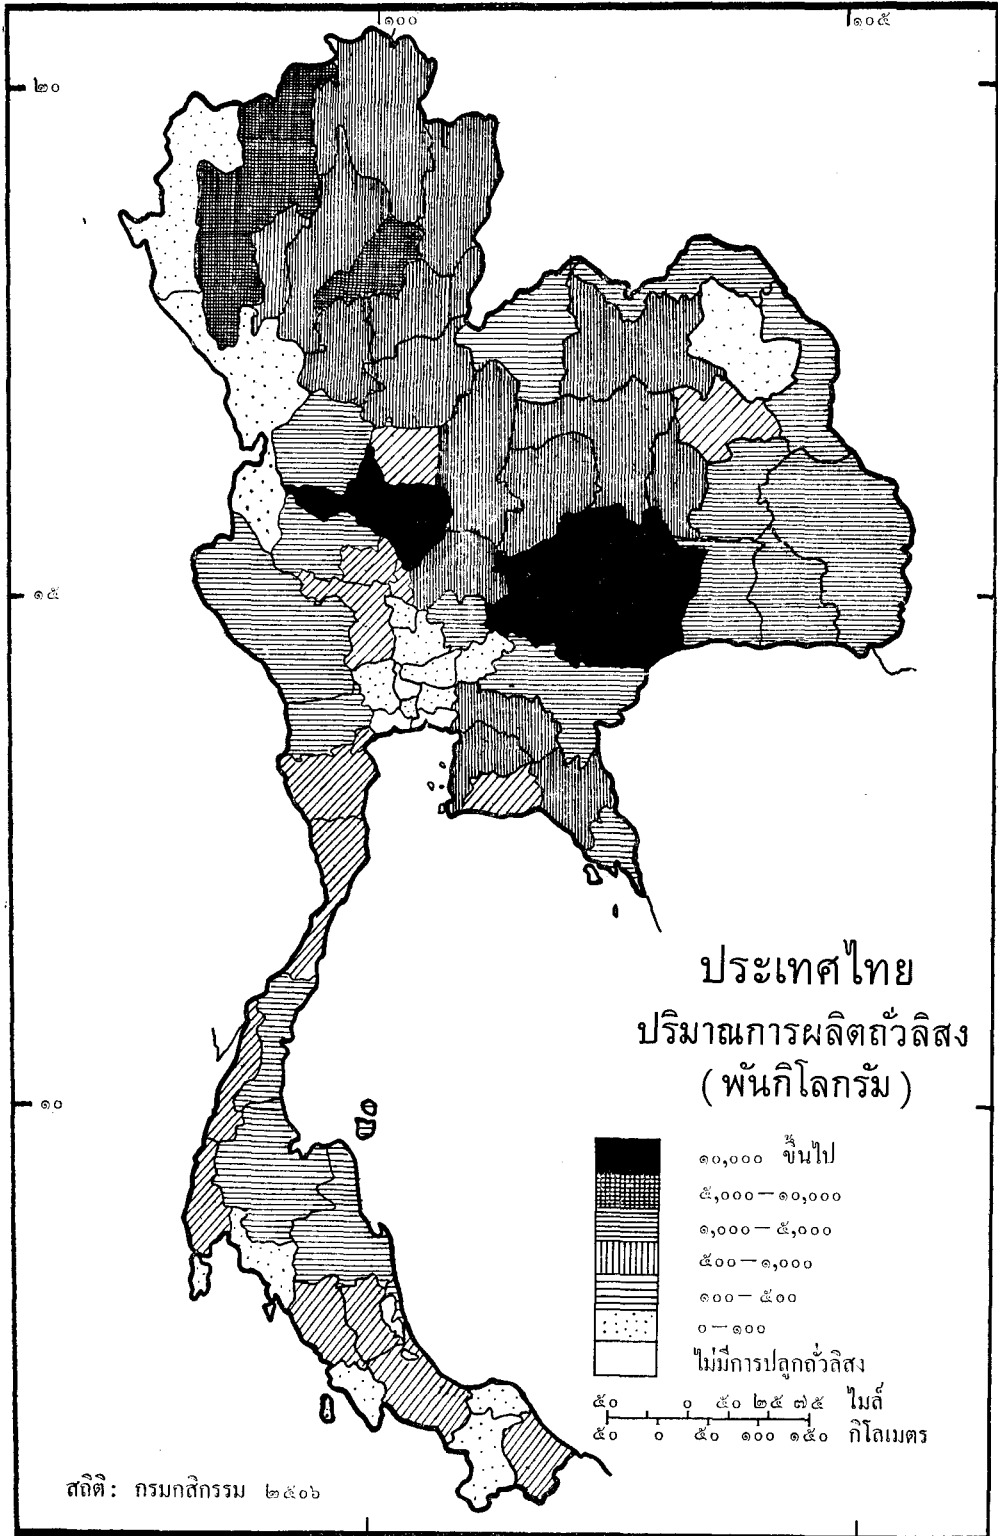 ๑๐๐
๑๐๕
๒๐
๑๕
๑๐
ประเทศไทย
ปริมาณการผลิตถั่วลิสง
(พันกิโลกรัม)
๑๐,๐๐๐ ขึ้นไป
๕,๐๐๐–๑๐,๐๐๐
๑,๐๐๐–๕,๐๐๐
๕๐๐–๑,๐๐๐
๑๐๐–๕๐๐
๐–๑๐๐
ไม่มีการปลูกถั่วลิสง
๕๐ ๐ ๕๐ ๒๕ ๗๕ ไมล์
๕๐ ๐ ๕๐ ๑๐๐ ๑๕๐ กิโลเมตร
สถิติ: กรมกสิกรรม ๒๕๐๖